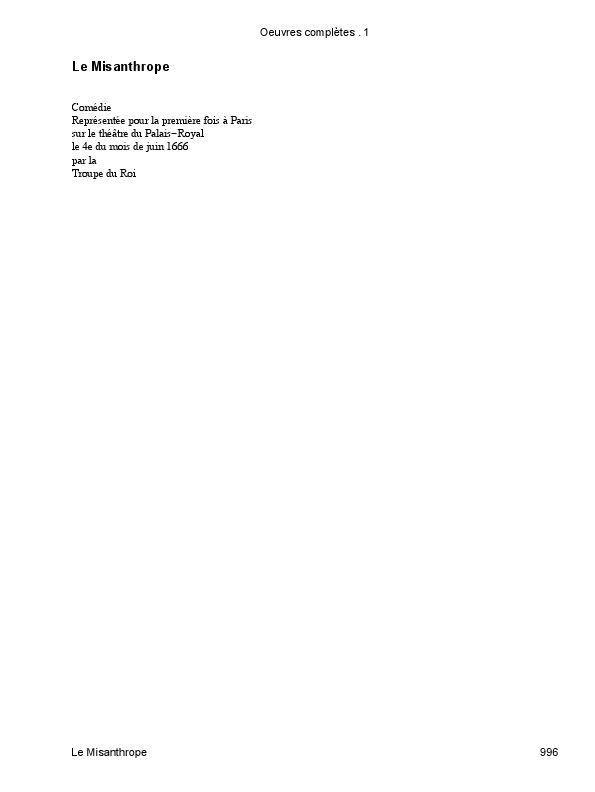 Oeuvres complètes . 1
Le Misanthrope
Comédie
Représentée pour la première fois à Paris
sur le théâtre du Palais−Royal
le 4e du mois de juin 1666
par la
Troupe du Roi
Le Misanthrope 996